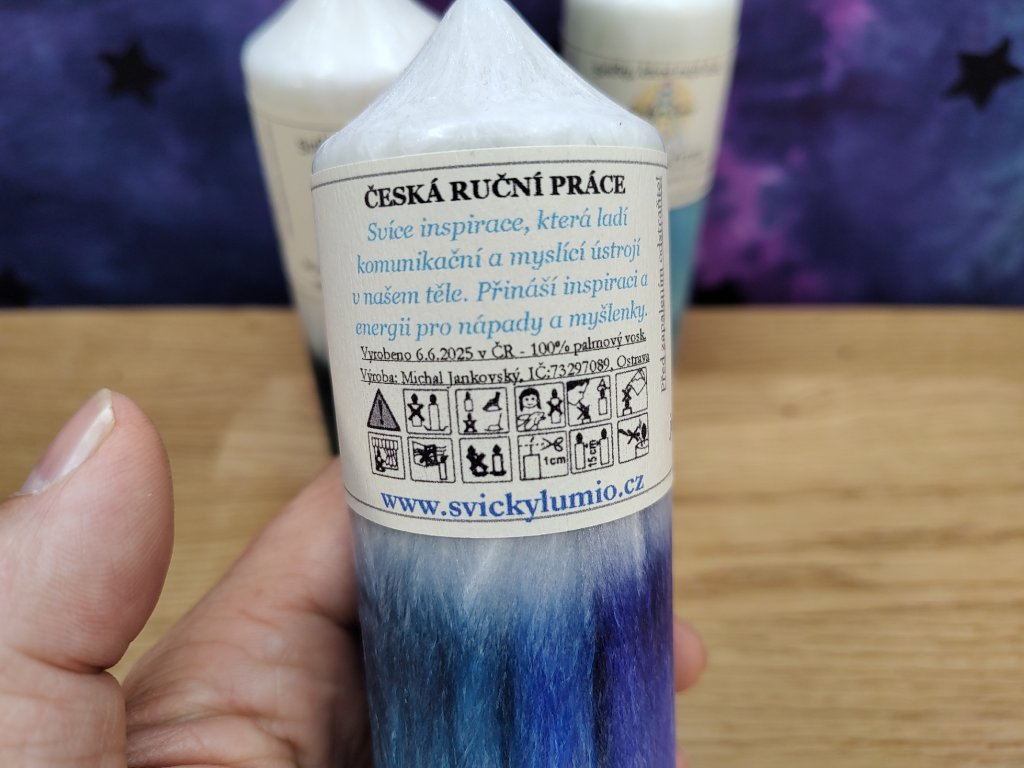 ČESKÁ RUČNÍ PRÁCE
Svíce inspirace, která ladí
komunikační a myslící ústrojí
v našem těle. Přináší inspiraci a
energii pro nápady a myšlenky.
Vyrobeno 6.6.2025 v ČR - 100% palmový vosk.
Výroba: Michal Jankovský, IČ:73297089, Ostrava
1cm
15cm
www.svickylumio.cz
Před zapálením odstraňte!